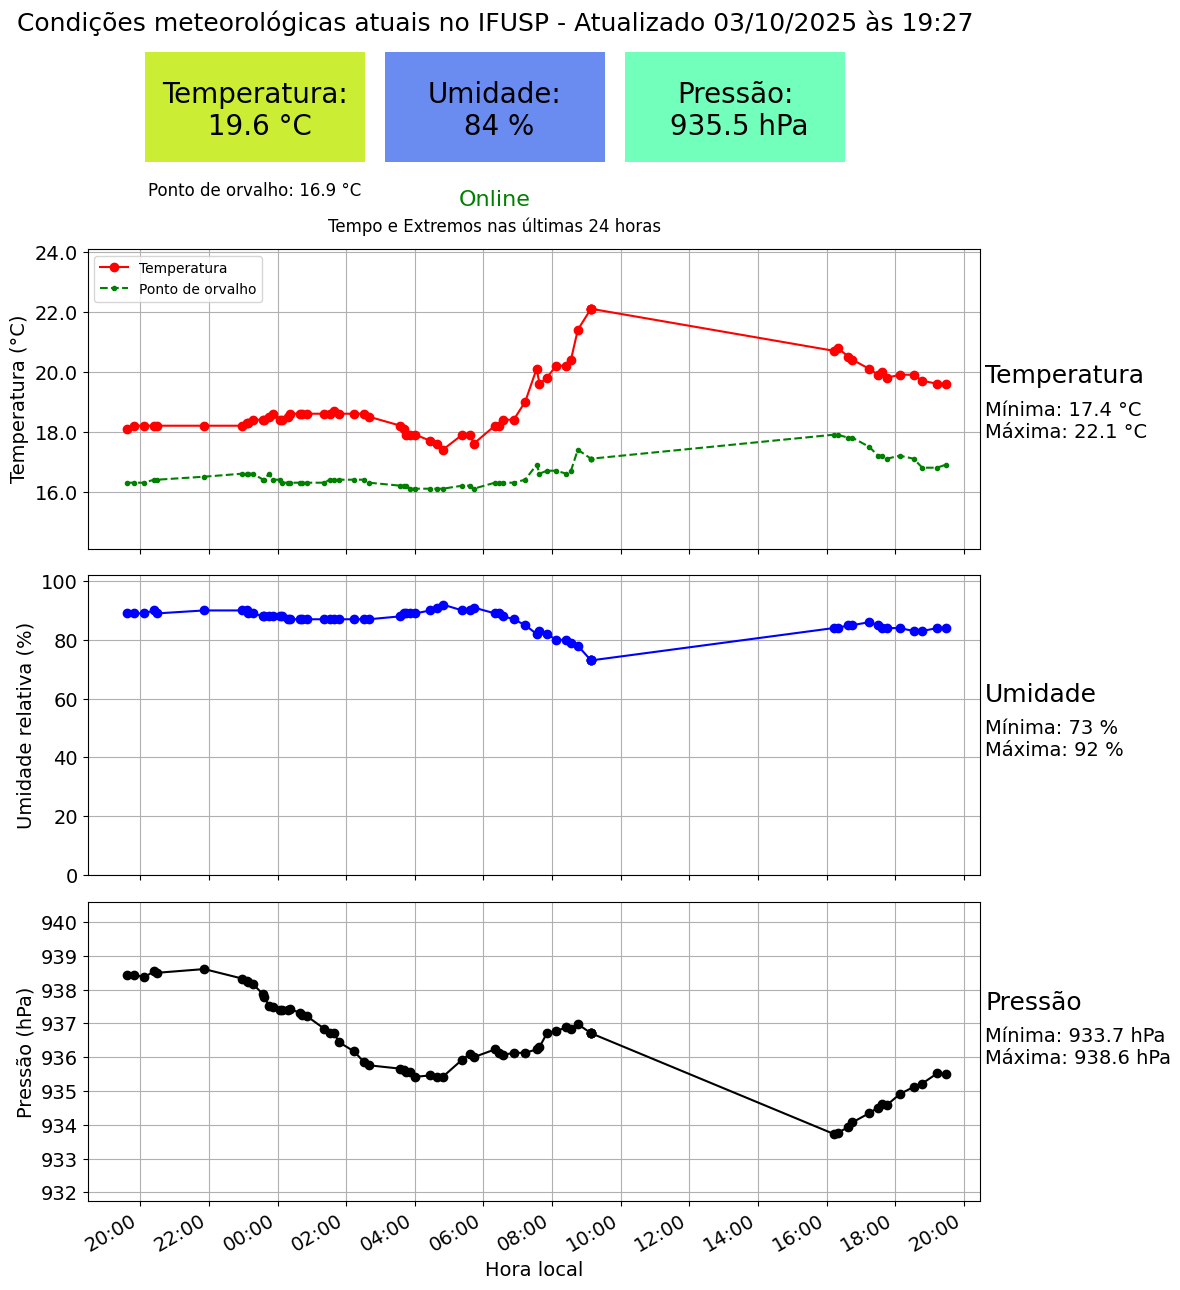 Condições meteorológicas atuais no IFUSP - Atualizado 03/10/2025 às 19:27
Temperatura:
19.6 °C
Umidade:
84 %
Pressão:
935.5 hPa
Ponto de orvalho: 16.9 °C
Online
Tempo e Extremos nas últimas 24 horas
24.0
22.0
20.0
18.0
16.0
Temperatura (°C)
Temperatura
Ponto de orvalho
Temperatura
Mínima: 17.4 °C
Máxima: 22.1 °C
100
80
60
40
20
0
Umidade relativa (%)
Umidade
Mínima: 73 %
Máxima: 92 %
940
939
938
937
936
935
934
933
932
Pressão (hPa)
Pressão
Mínima: 933.7 hPa
Máxima: 938.6 hPa
20:00 22:00 00:00 02:00 04:00 06:00 08:00 10:00 12:00 14:00 16:00 18:00 20:00
Hora local